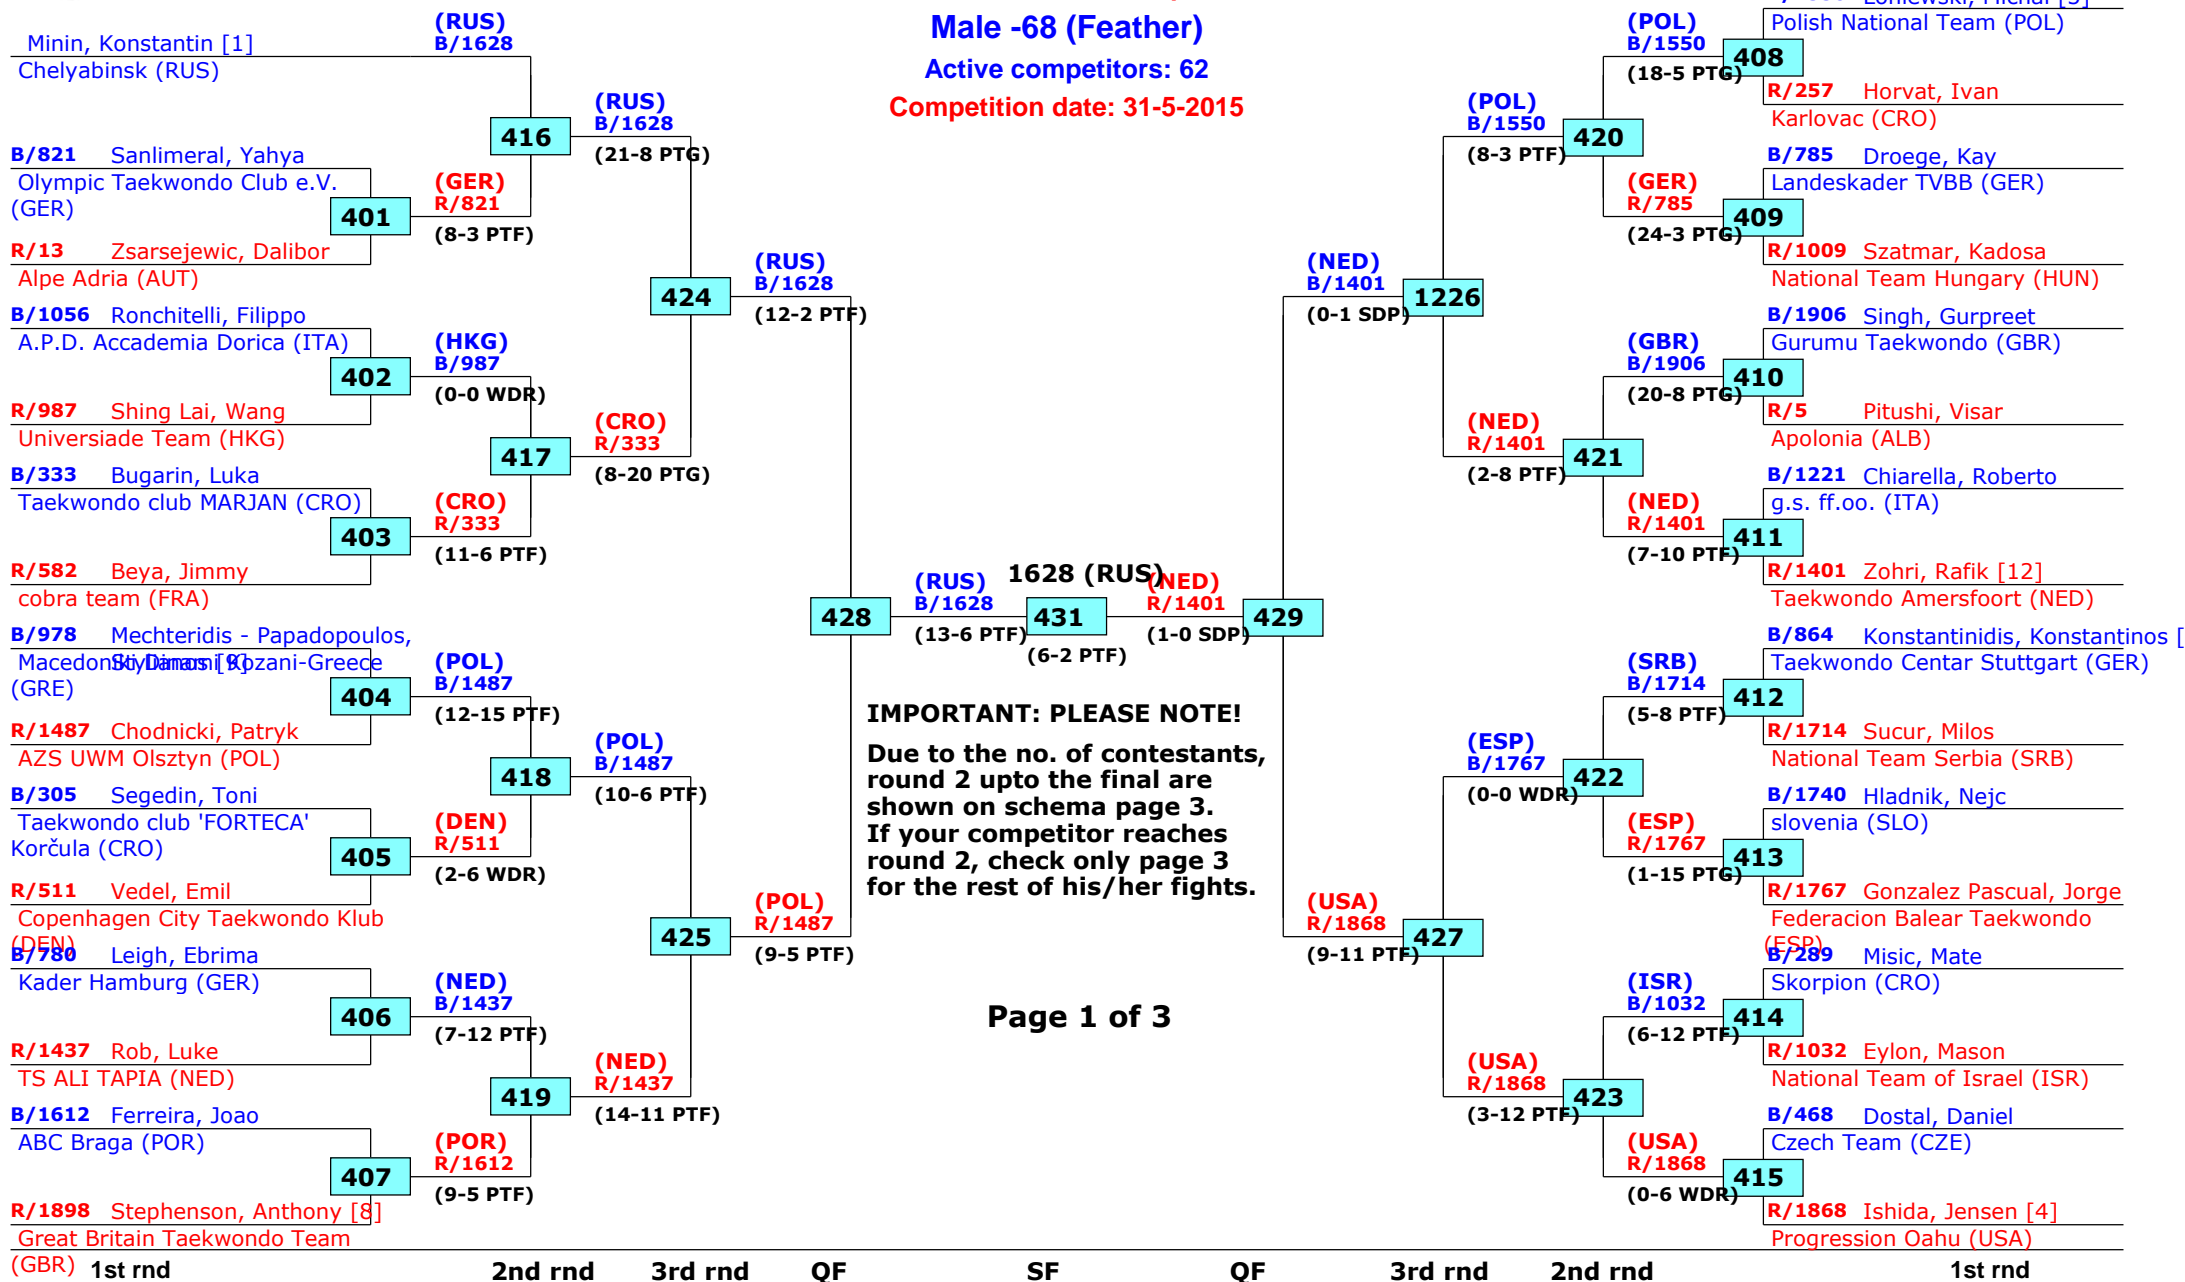 Male -68 (Feather)
Active competitors: 62
Competition date: 31-5-2015
Minin, Konstantin [1]
Chelyabinsk (RUS)
B/821 Sanlimeral, Yahya
Olympic Taekwondo Club e.V.
(GER)
R/13 Zsarsejewic, Dalibor
Alpe Adria (AUT)
B/1056 Ronchitelli, Filippo
A.P.D. Accademia Dorica (ITA)
R/987 Shing Lai, Wang
Universiade Team (HKG)
B/333 Bugarin, Luka
Taekwondo club MARJAN (CRO)
R/582 Beya, Jimmy
cobra team (FRA)
B/978 Mechteridis - Papadopoulos,
Stylianos [9]
Macedoniki Dinami Kozani-Greece
(GRE)
R/1487 Chodnicki, Patryk
AZS UWM Olsztyn (POL)
B/305 Segedin, Toni
Taekwondo club 'FORTECA'
Korčula (CRO)
R/511 Vedel, Emil
Copenhagen City Taekwondo Klub
(DEN)
B/780 Leigh, Ebrima
Kader Hamburg (GER)
R/1437 Rob, Luke
TS ALI TAPIA (NED)
B/1612 Ferreira, Joao
ABC Braga (POR)
R/1898 Stephenson, Anthony [8]
Great Britain Taekwondo Team
(GBR)
401
402
403
404
405
406
407
(RUS)
B/1628
(GER)
R/821
(8-3 PTF)
(HKG)
B/987
(0-0 WDR)
(CRO)
R/333
(11-6 PTF)
(POL)
B/1487
(12-15 PTF)
(DEN)
R/511
(2-6 WDR)
(NED)
B/1437
(7-12 PTF)
(POR)
R/1612
(9-5 PTF)
416
417
418
419
(RUS)
B/1628
(21-8 PTG)
(CRO)
R/333
(8-20 PTG)
(POL)
B/1487
(10-6 PTF)
(NED)
R/1437
(14-11 PTF)
424
425
(RUS)
B/1628
(12-2 PTF)
(POL)
R/1487
(9-5 PTF)
428
(RUS)
B/1628
(13-6 PTF)
1628 (RUS)
431
(6-2 PTF)
(NED)
R/1401
(1-0 SDP)
429
IMPORTANT: PLEASE NOTE!
Due to the no. of contestants,
round 2 upto the final are
shown on schema page 3.
If your competitor reaches
round 2, check only page 3
for the rest of his/her fights.
Page 1 of 3
(NED)
B/1401
(0-1 SDP)
(USA)
R/1868
(9-11 PTF)
1226
427
(POL)
B/1550
(8-3 PTF)
(NED)
R/1401
(2-8 PTF)
(ESP)
B/1767
(0-0 WDR)
(USA)
R/1868
(3-12 PTF)
420
421
422
423
(POL)
B/1550
(18-5 PTG)
(GER)
R/785
(24-3 PTG)
(GBR)
B/1906
(20-8 PTG)
(NED)
R/1401
(7-10 PTF)
(SRB)
B/1714
(5-8 PTF)
(ESP)
R/1767
(1-15 PTG)
(ISR)
B/1032
(6-12 PTF)
(USA)
R/1868
(0-6 WDR)
408
409
410
411
412
413
414
415
Polish National Team (POL)
R/257 Horvat, Ivan
Karlovac (CRO)
B/785 Droege, Kay
Landeskader TVBB (GER)
R/1009 Szatmar, Kadosa
National Team Hungary (HUN)
B/1906 Singh, Gurpreet
Gurumu Taekwondo (GBR)
R/5 Pitushi, Visar
Apolonia (ALB)
B/1221 Chiarella, Roberto
g.s. ff.oo. (ITA)
R/1401 Zohri, Rafik [12]
Taekwondo Amersfoort (NED)
B/864 Konstantinidis, Konstantinos [
Taekwondo Centar Stuttgart (GER)
R/1714 Sucur, Milos
National Team Serbia (SRB)
B/1740 Hladnik, Nejc
slovenia (SLO)
R/1767 Gonzalez Pascual, Jorge
Federacion Balear Taekwondo
(ESP)
B/289 Misic, Mate
Skorpion (CRO)
R/1032 Eylon, Mason
National Team of Israel (ISR)
B/468 Dostal, Daniel
Czech Team (CZE)
R/1868 Ishida, Jensen [4]
Progression Oahu (USA)
1st rnd 2nd rnd 3rd rnd QF SF QF 3rd rnd 2nd rnd 1st rnd